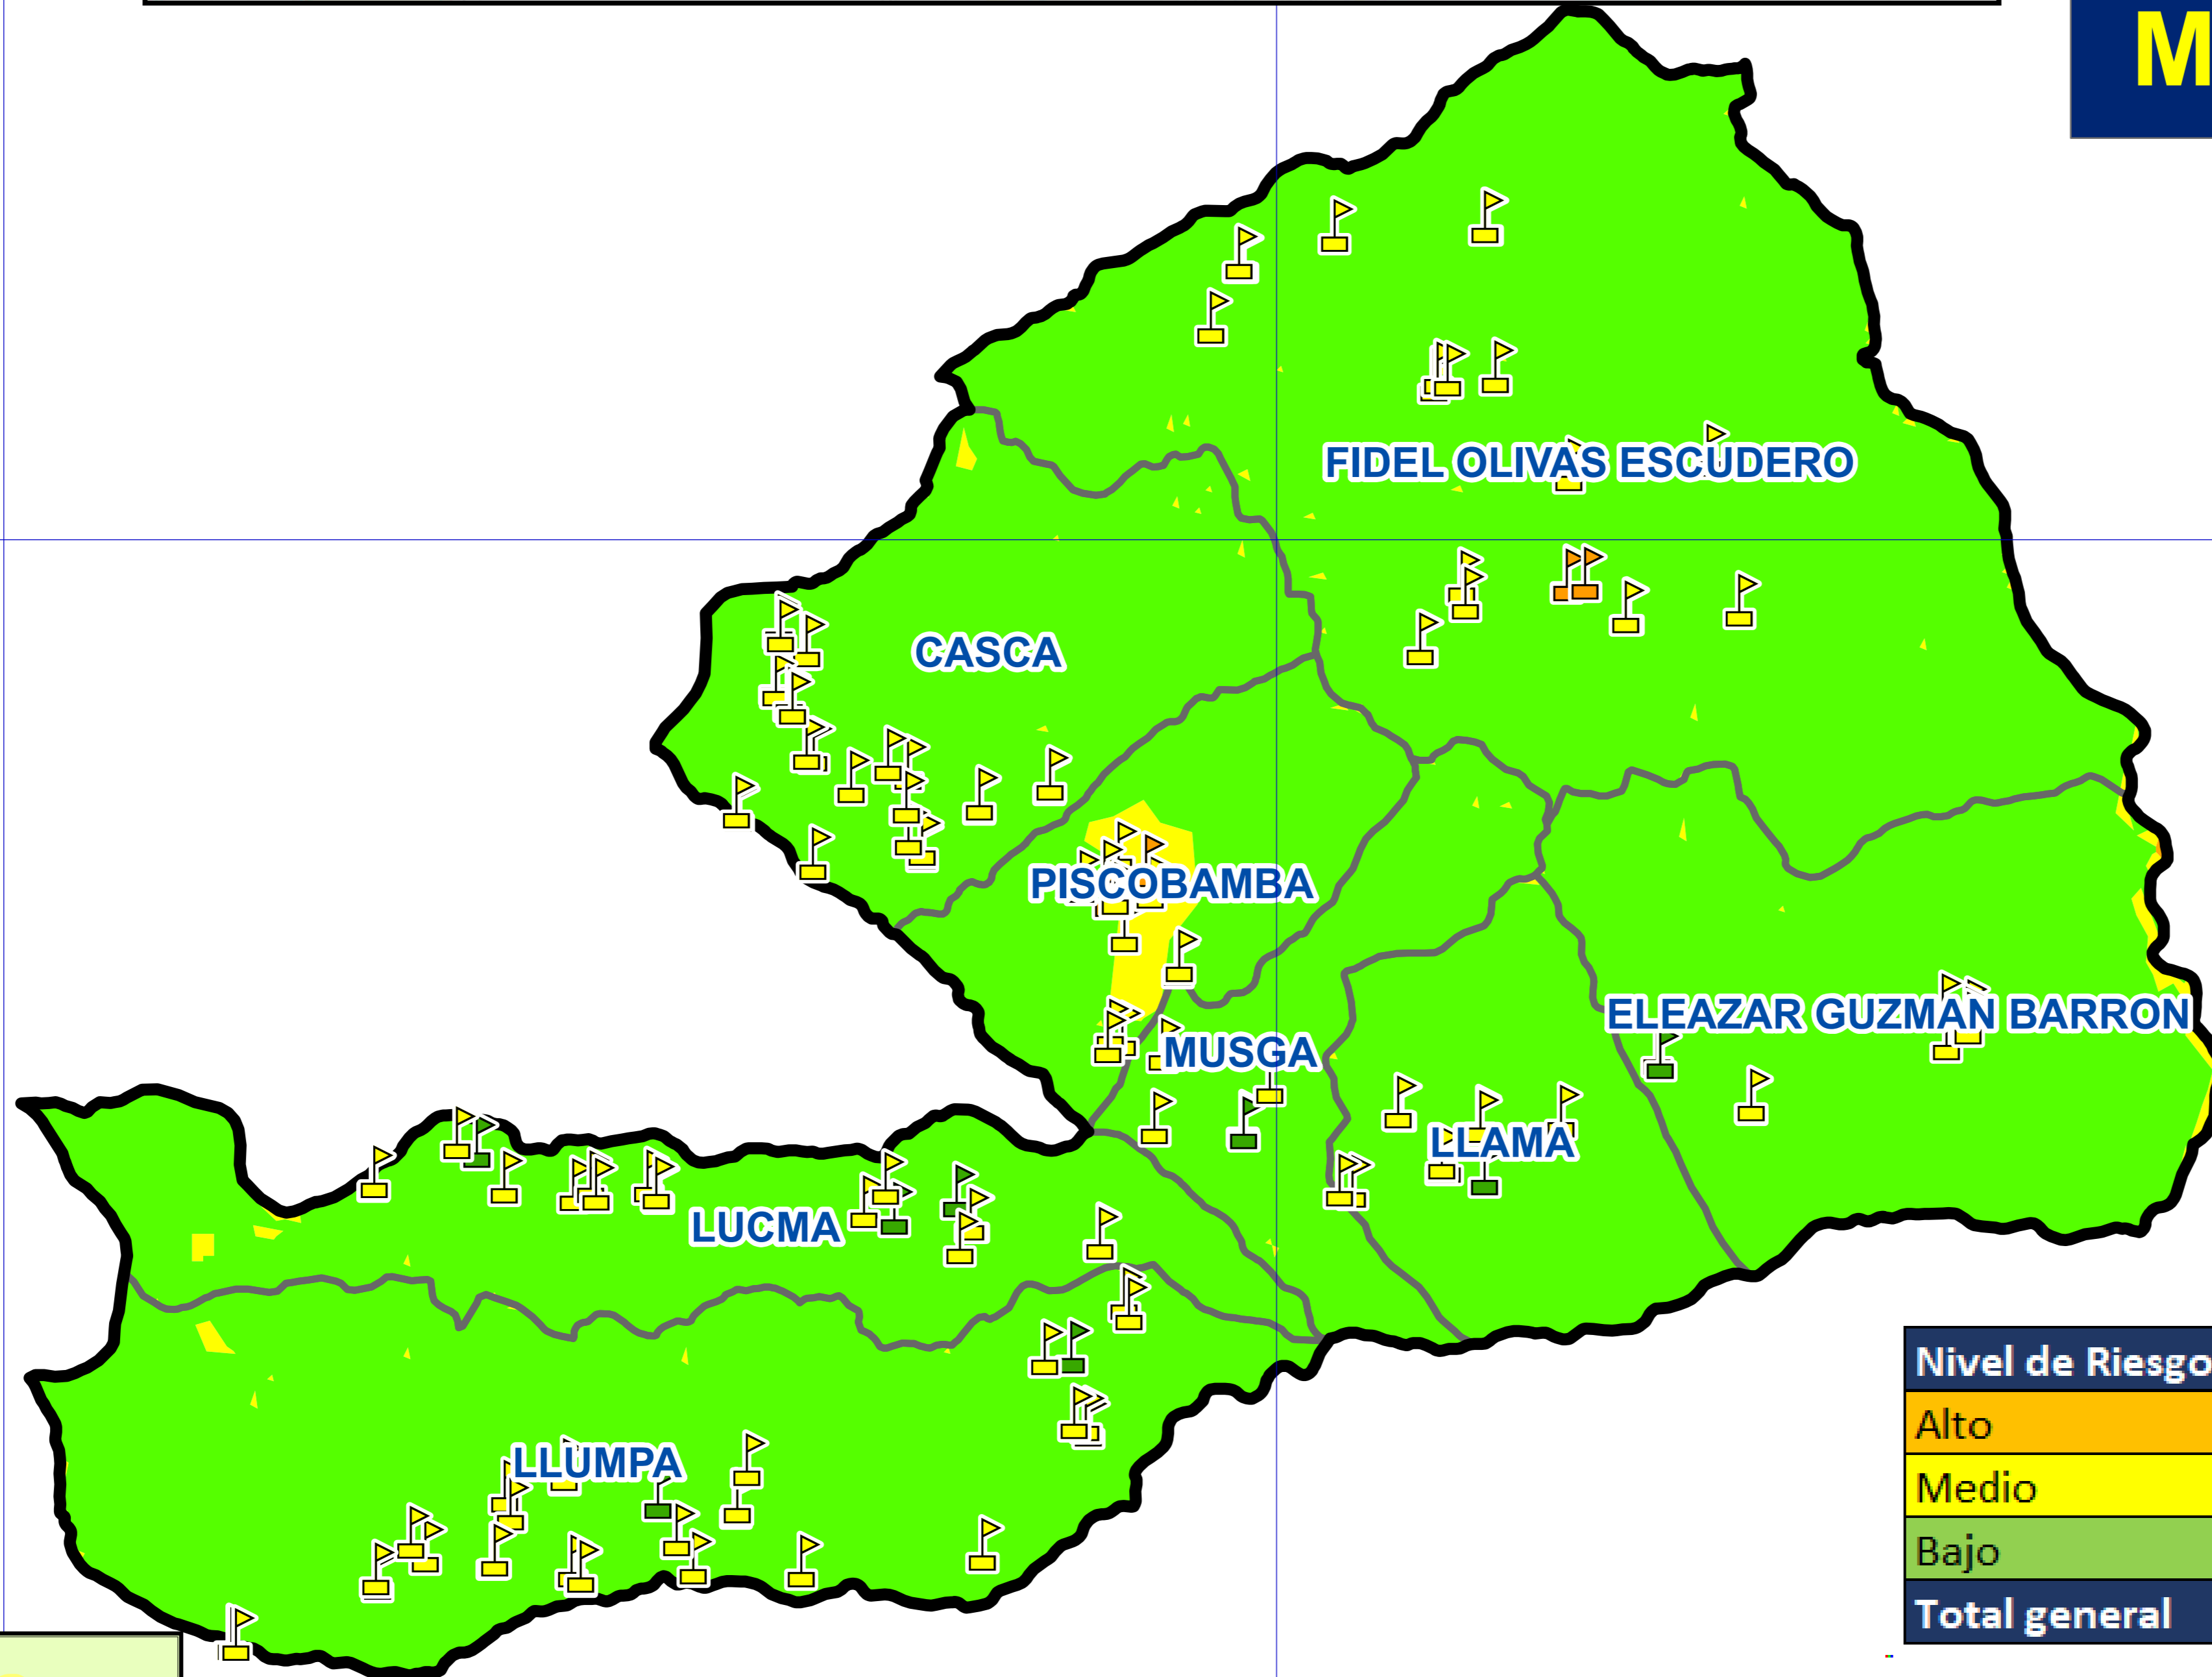 M
FIDEL OLIVAS ESCUDERO
CASCA
PISCOBAMBA
ELEAZAR GUZMAN BARRON
MUSGA
LLAMA
LUCMA
LLUMPA
Nivel de Riesgo
Alto
Medio
Bajo
Total general